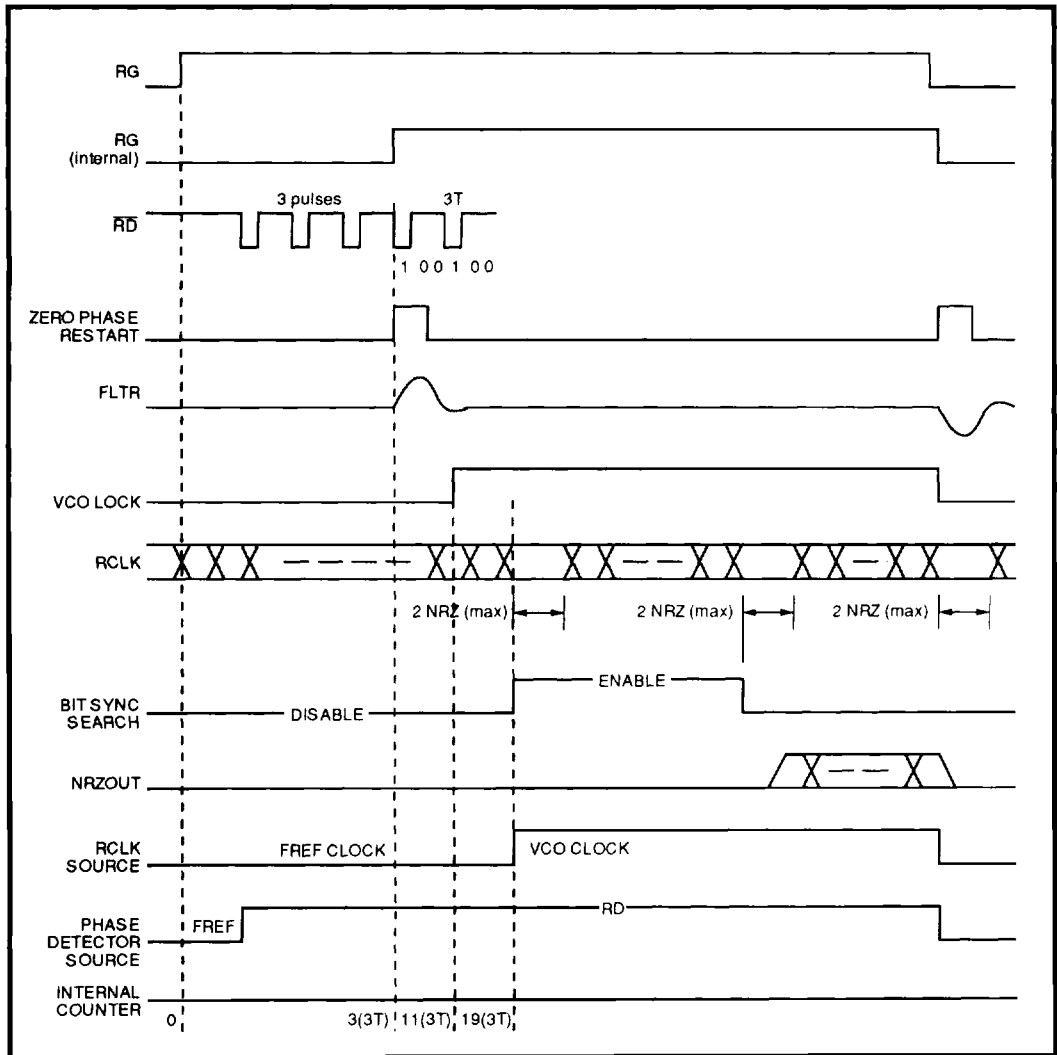 RG
RG
(internal)
RD
3 pulses
3T
1 0 0 1 0 0
ZERO PHASE
RESTART
FLTR
VCO LOCK
RCLK
2 NRZ (max)
2 NRZ (max)
2 NRZ (max)
BIT SYNC
SEARCH
DISABLE
ENABLE
NRZOUT
RCLK
SOURCE
FREF CLOCK
VCO CLOCK
PHASE
DETECTOR
SOURCE
FREF
RD
INTERNAL
COUNTER
0
3(3T)
11(3T)
19(3T)